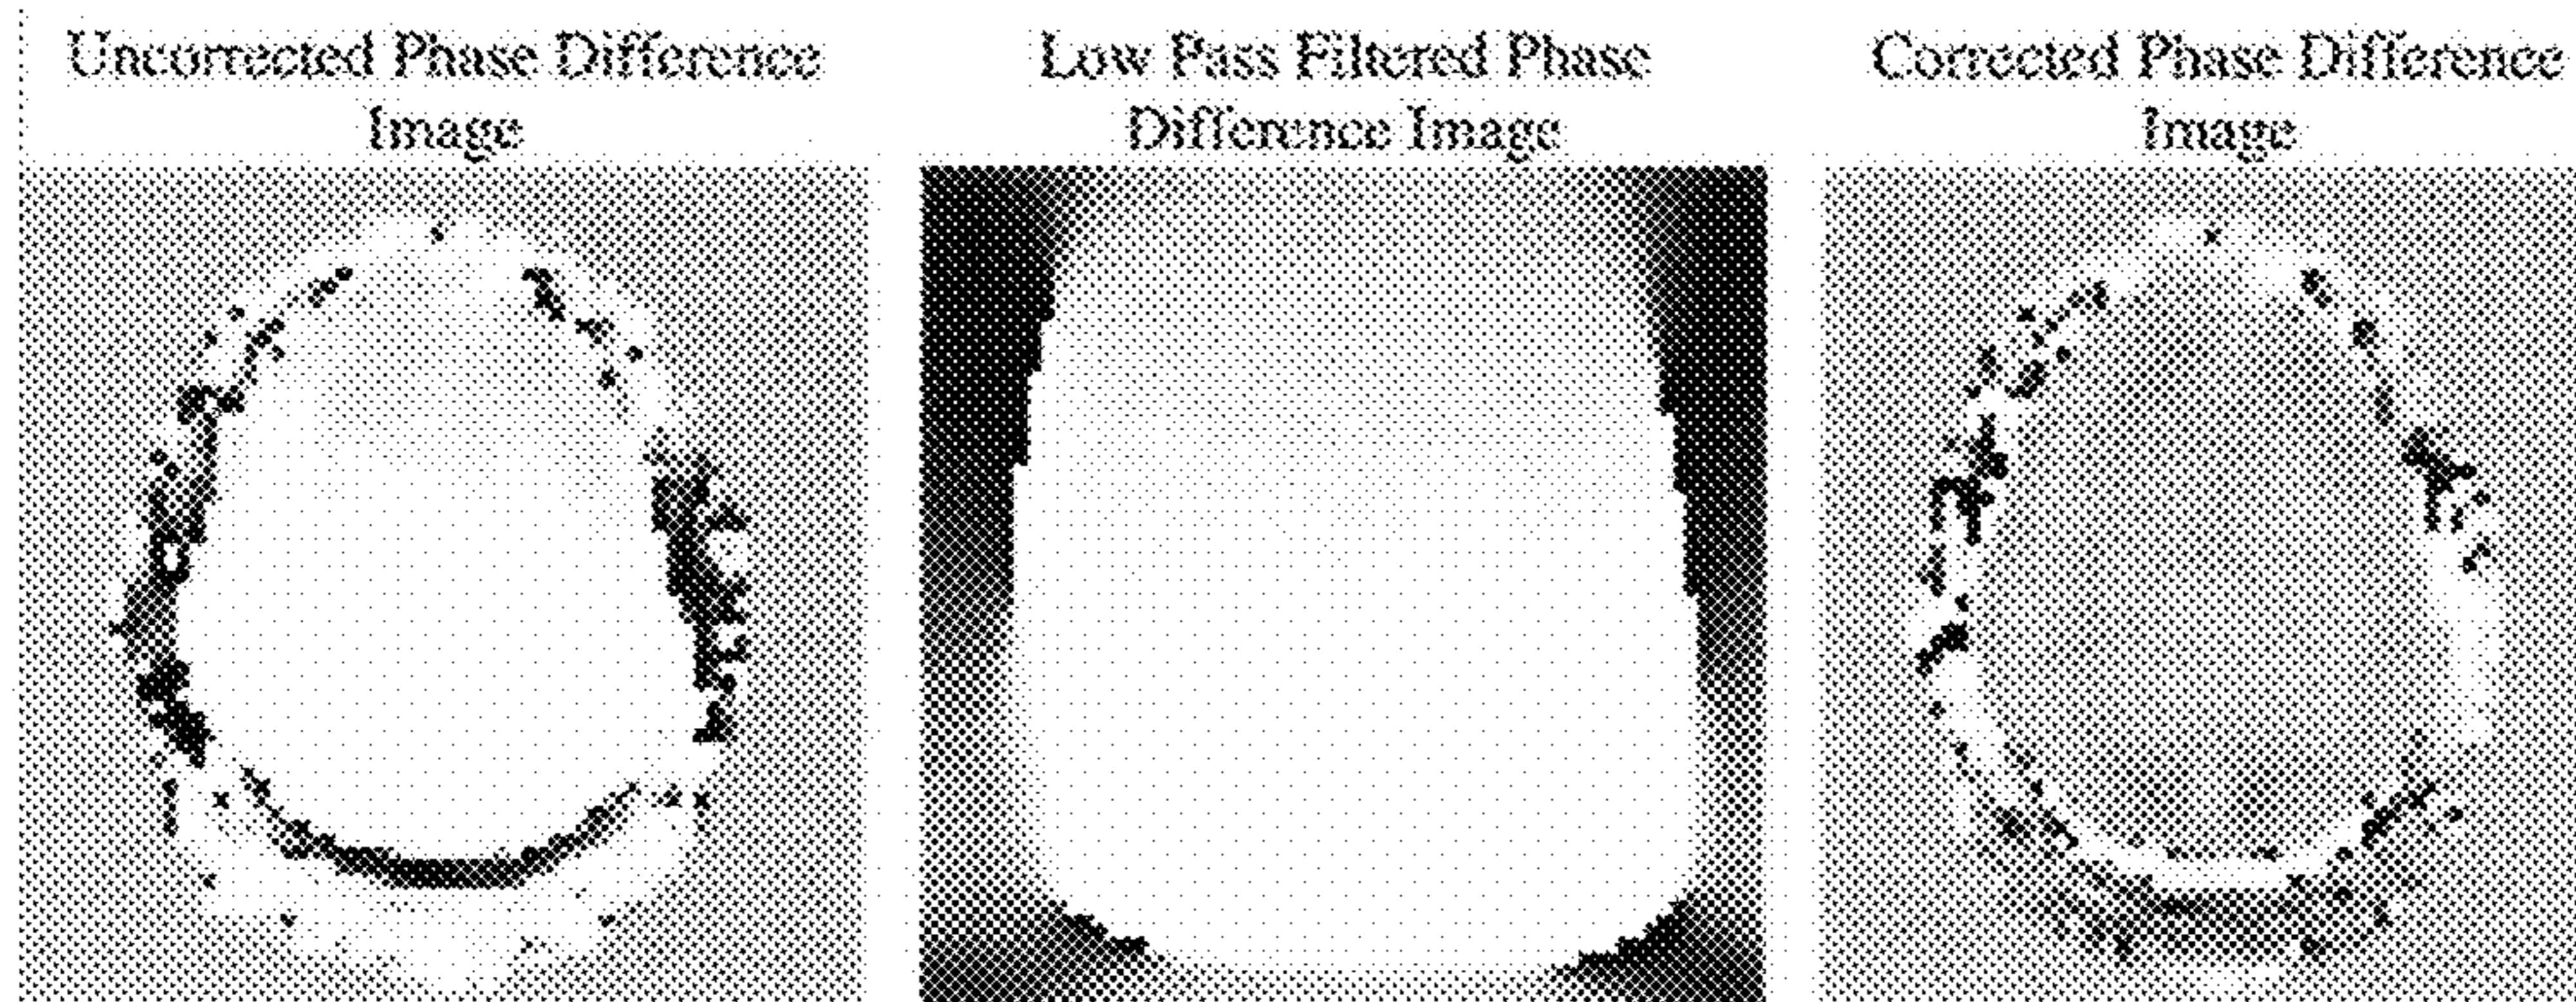 Uncorrected Phase Difference
Image
Low Pass Filtered Phase
Difference Image
Corrected Phase Difference
Image